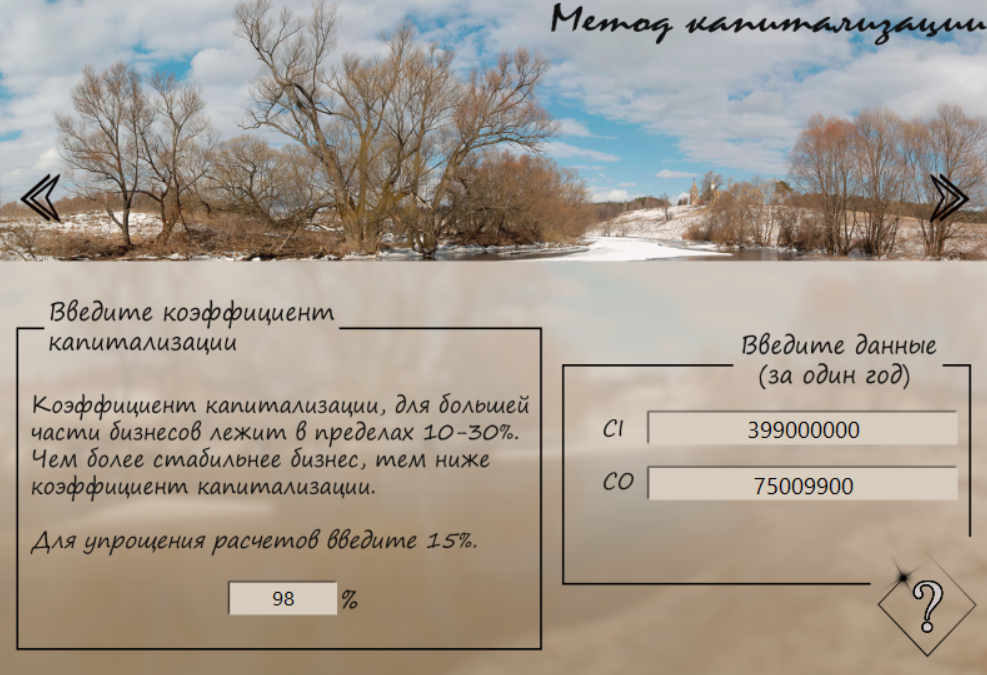 Метод капитализации
Введите коэффициент
капитализации
Коэффициент капитализации, для большей
части бизнесов лежит в пределах 10-30%.
Чем более стабильнее бизнес, тем ниже
коэффициент капитализации.
Для упрощения расчетов введите 15%.
98 %
Введите данные
(за один год)
CI 399000000
CO 75009900
?